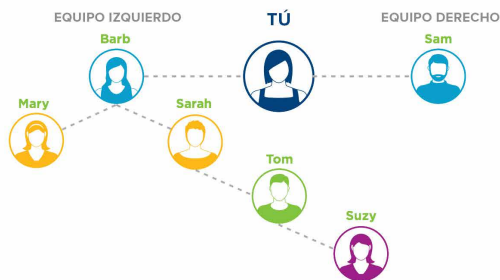 EQUIPO IZQUIERDO
TÚ
EQUIPO DERECHO
Barb
Sam
Mary
Sarah
Tom
Suzy